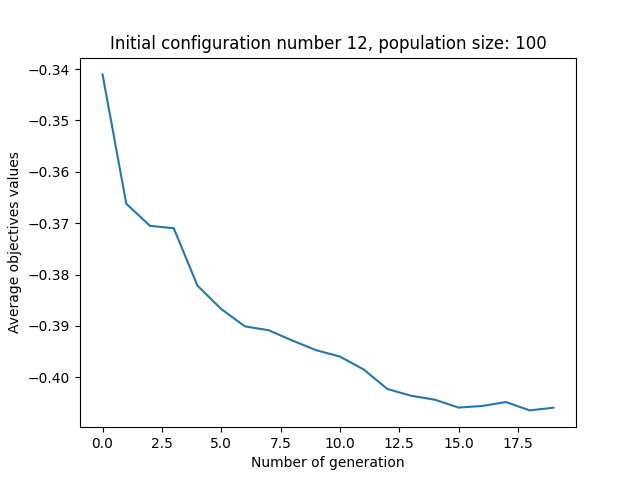 Initial configuration number 12, population size: 100
Average objectives values
−0.34
−0.35
−0.36
−0.37
−0.38
−0.39
−0.40
0.0 2.5 5.0 7.5 10.0 12.5 15.0 17.5
Number of generation